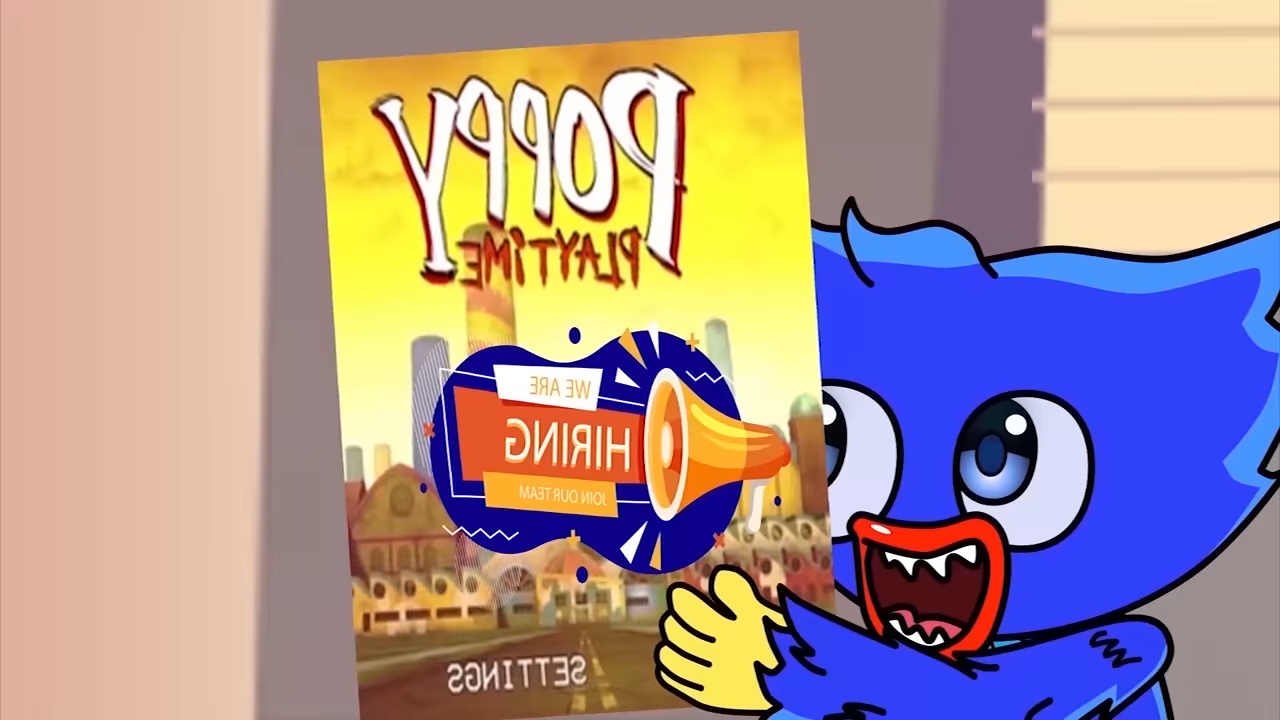 POPPY
PLAYTIME
WE ARE
HIRING
JOIN OUR TEAM
SETTINGS